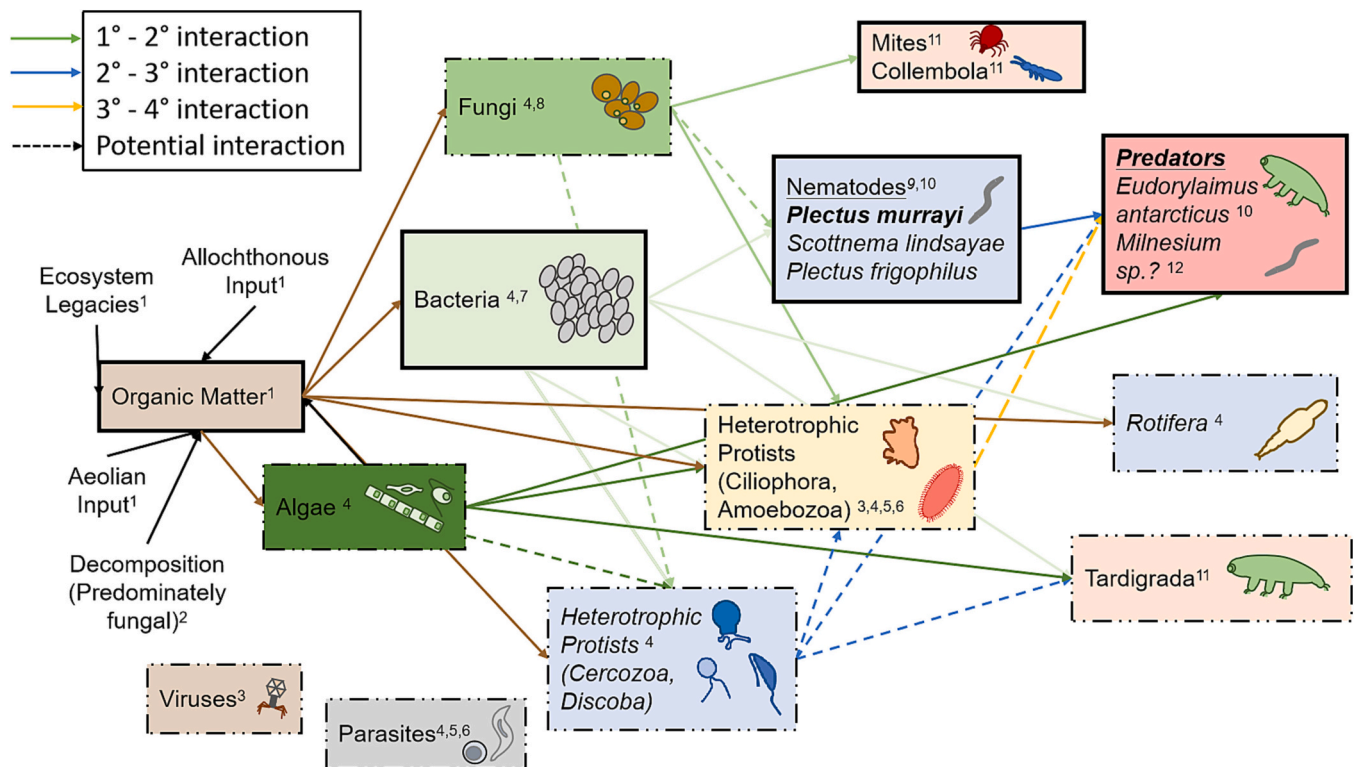 1° - 2° interaction
2° - 3° interaction
3° - 4° interaction
Potential interaction
Fungi 4,8
Mites11
Collembola11
Nematodes9,10
Plectus murrayi
Scottnema lindsayae
Plectus frigophilus
Predators
Eudorylaimus
antarcticus 10
Milnesium
sp.? 12
Bacteria 4,7
Allochthonous
Input1
Ecosystem
Legacies1
Organic Matter1
Aeolian
Input1
Decomposition
(Predominately
fungal)2
Algae 4
Heterotrophic
Protists
(Ciliophora,
Amoebozoa) 3,4,5,6
Rotifera 4
Tardigrada11
Heterotrophic
Protists 4
(Cercozoa,
Discoba)
Viruses3
Parasites4,5,6